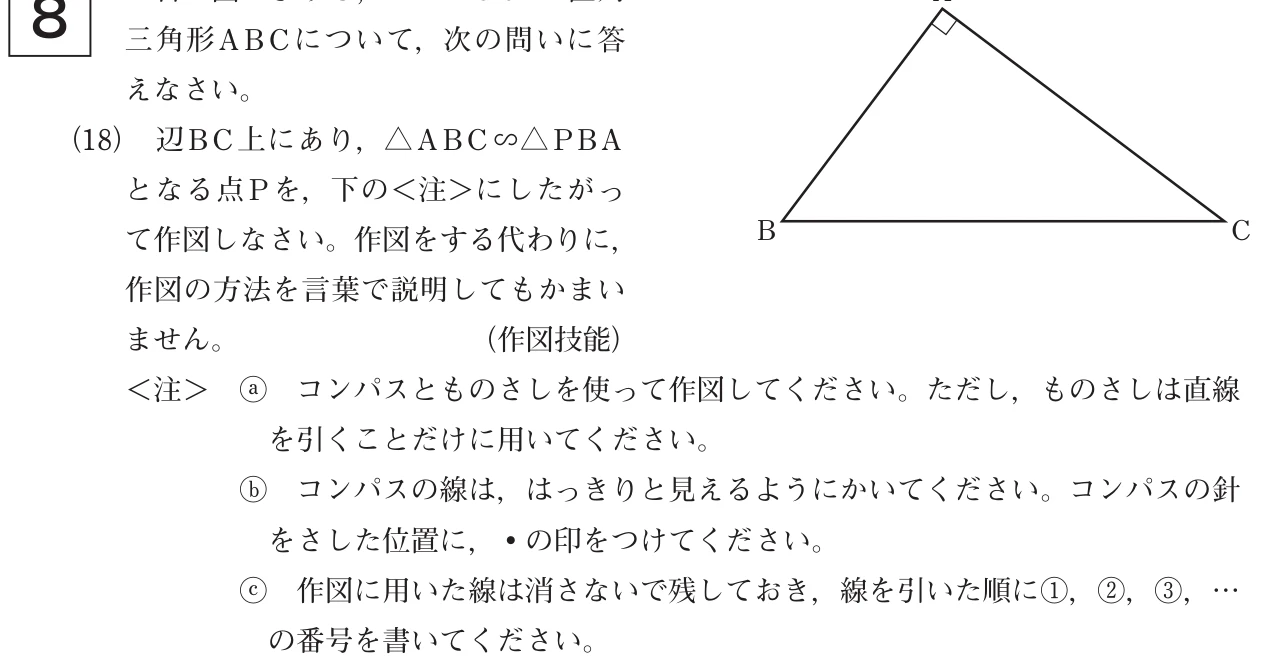 8
三角形ABCについて，次の問いに答
えなさい。
(18)　辺BC上にあり，△ABC∽△PBA
となる点Pを，下の＜注＞にしたがっ
て作図しなさい。作図をする代わりに，
作図の方法を言葉で説明してもかまい
ません。　（作図技能）
B
C
＜注＞　ⓐ　コンパスとものさしを使って作図してください。ただし，ものさしは直線
を引くことだけに用いてください。
ⓑ　コンパスの線は，はっきりと見えるようにかいてください。コンパスの針
をさした位置に，•の印をつけてください。
ⓒ　作図に用いた線は消さないで残しておき，線を引いた順に①，②，③，…
の番号を書いてください。